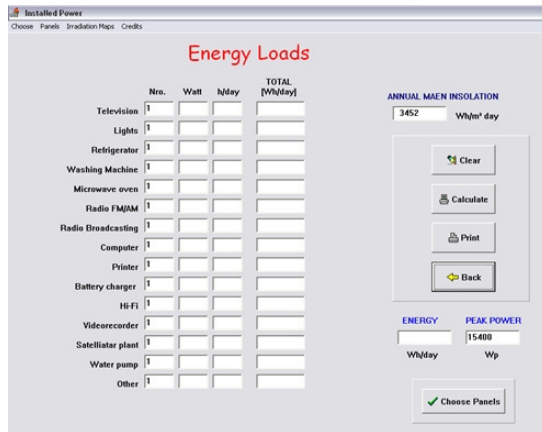 Installed Power
Choose Panels Irradiation Maps Credits
Energy Loads
Nro. Watt h/day TOTAL [Wh/day]
Television 1
Lights 1
Refrigerator 1
Washing Machine 1
Microwave oven 1
Radio FM/AM 1
Radio Broadcasting 1
Computer 1
Printer 1
Battery charger 1
Hi-Fi 1
Videorecorder 1
Satelliatar plant 1
Water pump 1
Other 1
ANNUAL MAEN INSOLATION
3452 Wh/m² day
Clear
Calculate
Print
Back
ENERGY PEAK POWER
15400
Wh/day Wp
Choose Panels